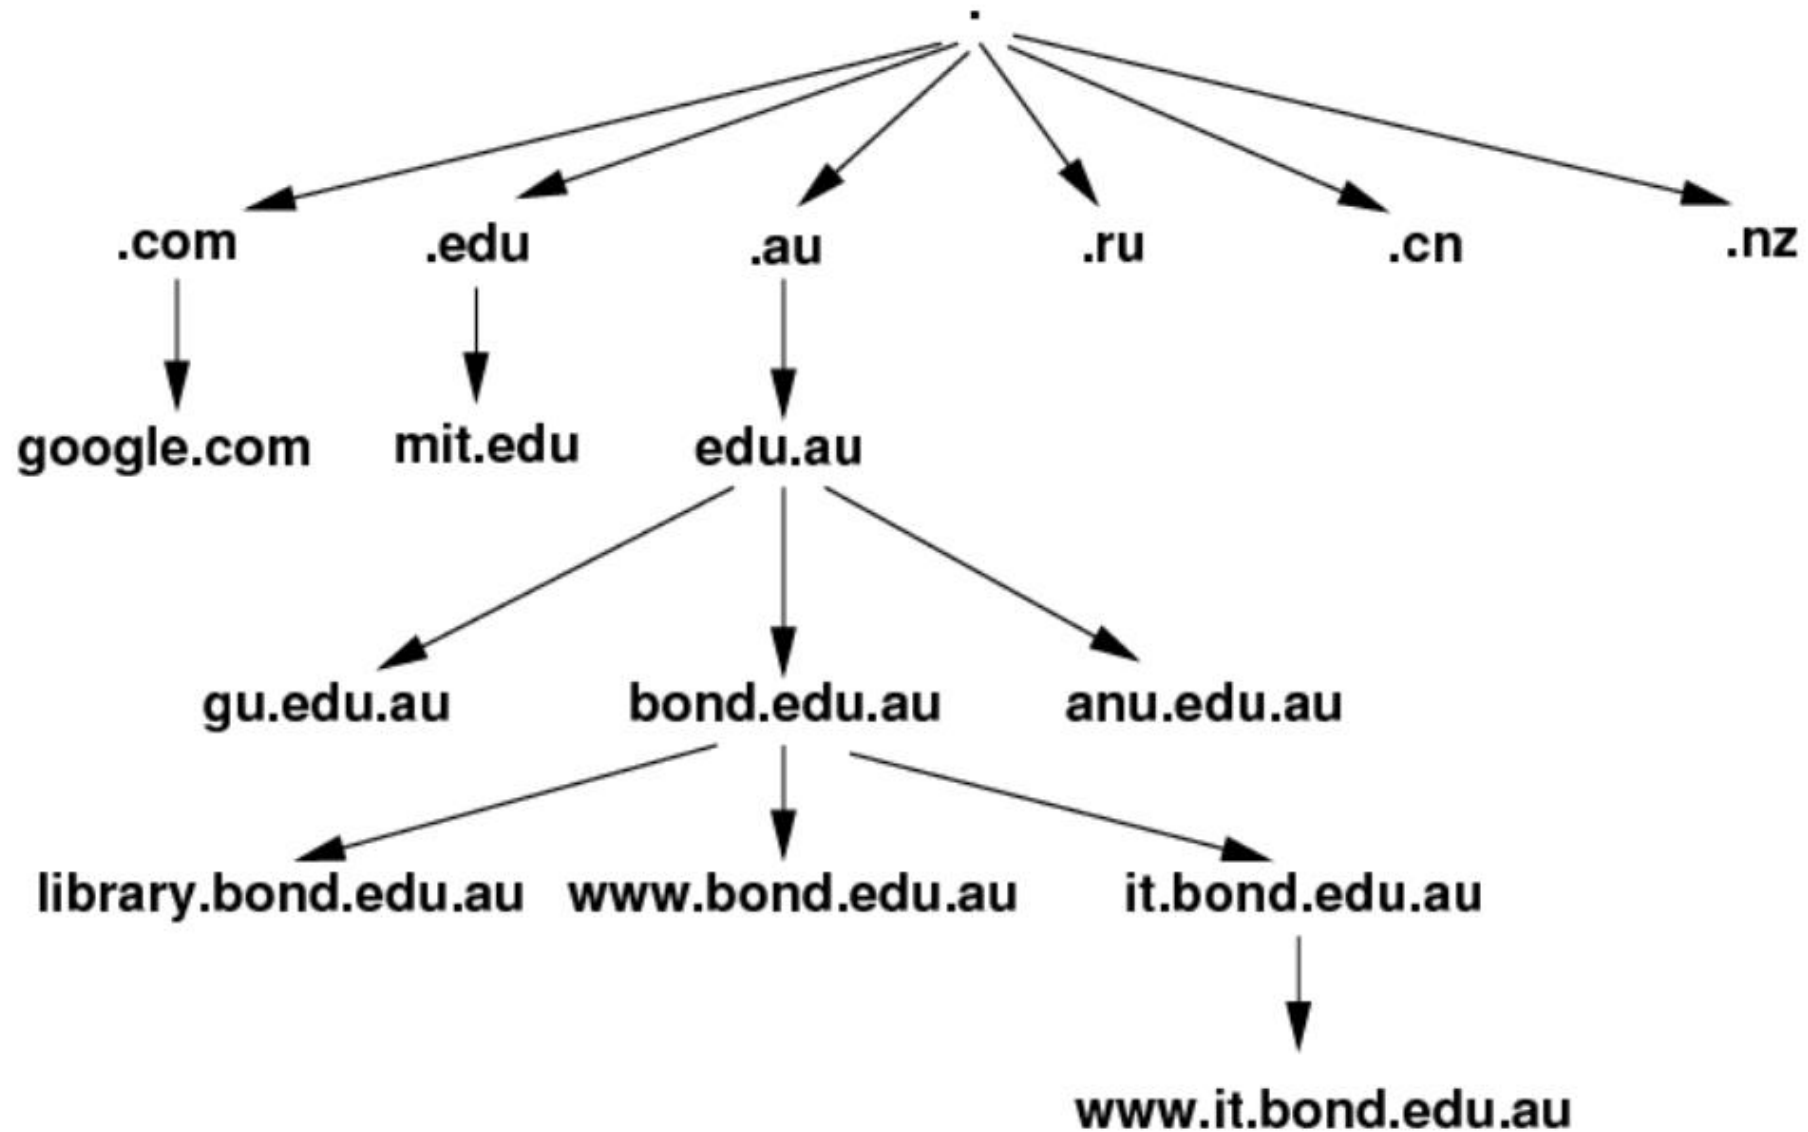 .
.com .edu .au .ru .cn .nz
google.com mit.edu edu.au
gu.edu.au bond.edu.au anu.edu.au
library.bond.edu.au www.bond.edu.au it.bond.edu.au
www.it.bond.edu.au